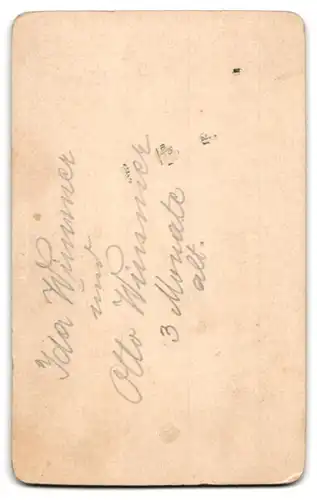 Ida Wimmer
und
Otto Wimmer
3 Monate
alt.